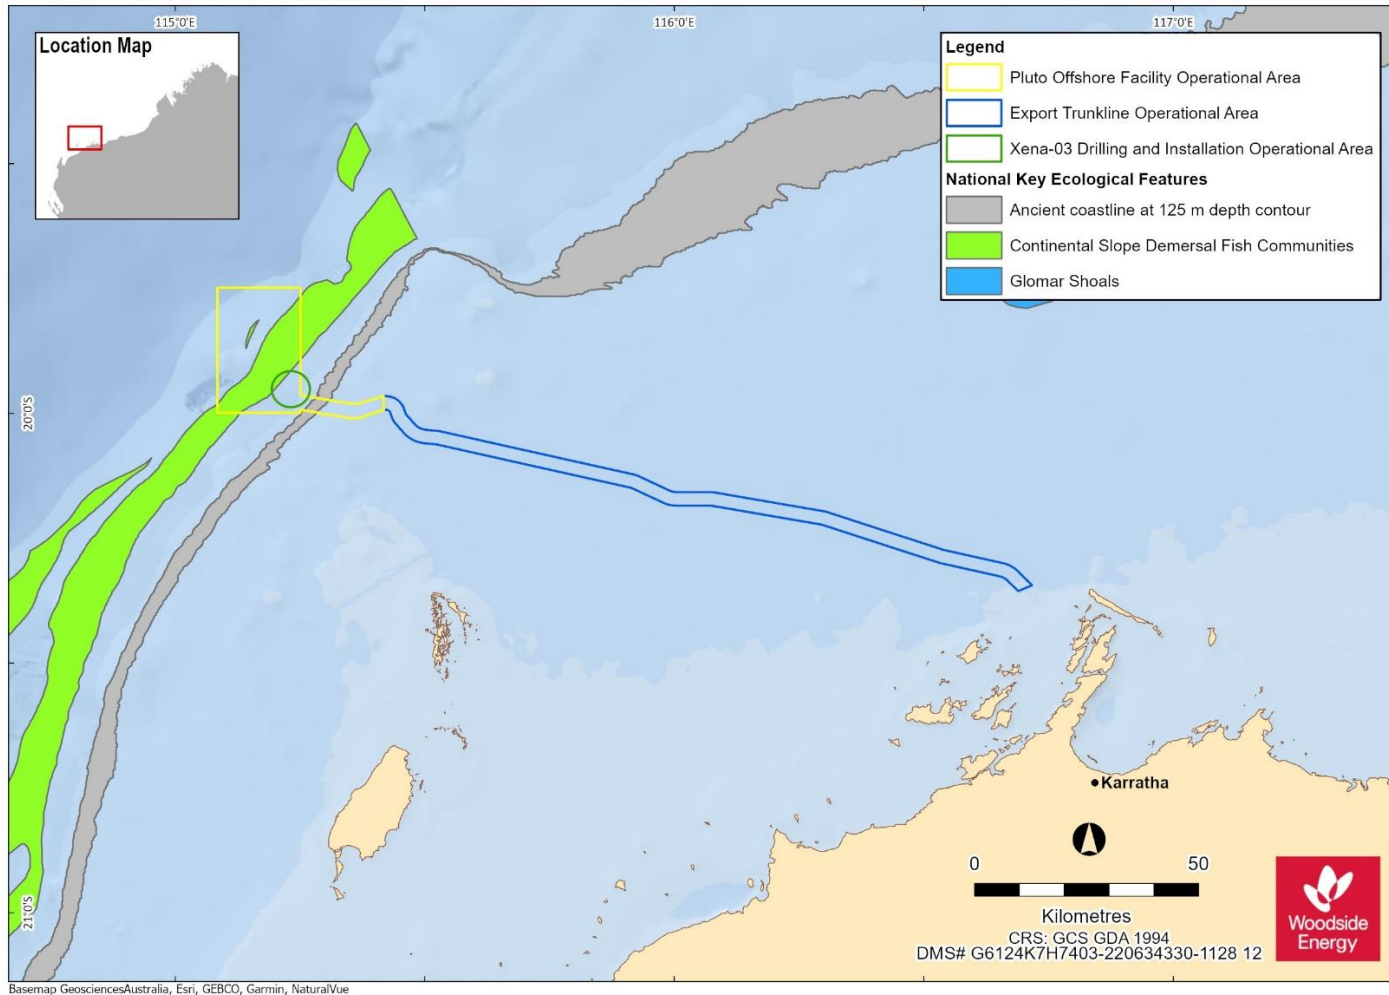 115°0'E
116°0'E
117°0'E
Location Map
Legend
Pluto Offshore Facility Operational Area
Export Trunkline Operational Area
Xena-03 Drilling and Installation Operational Area
National Key Ecological Features
Ancient coastline at 125 m depth contour
Continental Slope Demersal Fish Communities
Glomar Shoals
20°0'S
21°0'S
Karratha
0 50
Kilometres
CRS: GCS GDA 1994
DMS# G6124K7H7403-220634330-1128 12
Woodside
Energy
Basemap GeosciencesAustralia, Esri, GEBCO, Garmin, NaturalVue